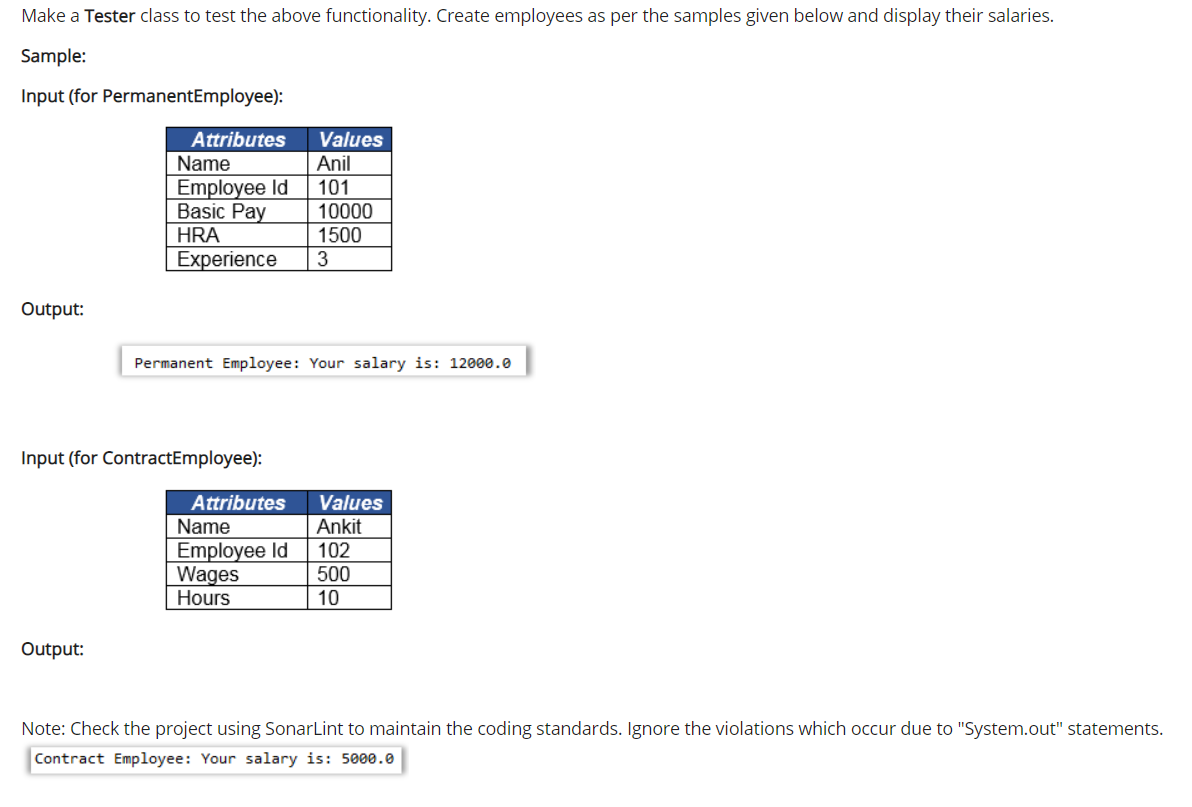 Make a Tester class to test the above functionality. Create employees as per the samples given below and display their salaries.
Sample:
Input (for PermanentEmployee):
Attributes Values
Name Anil
Employee Id 101
Basic Pay 10000
HRA 1500
Experience 3
Output:
Permanent Employee: Your salary is: 12000.0
Input (for ContractEmployee):
Attributes Values
Name Ankit
Employee Id 102
Wages 500
Hours 10
Output:
Note: Check the project using SonarLint to maintain the coding standards. Ignore the violations which occur due to "System.out" statements.
Contract Employee: Your salary is: 5000.0